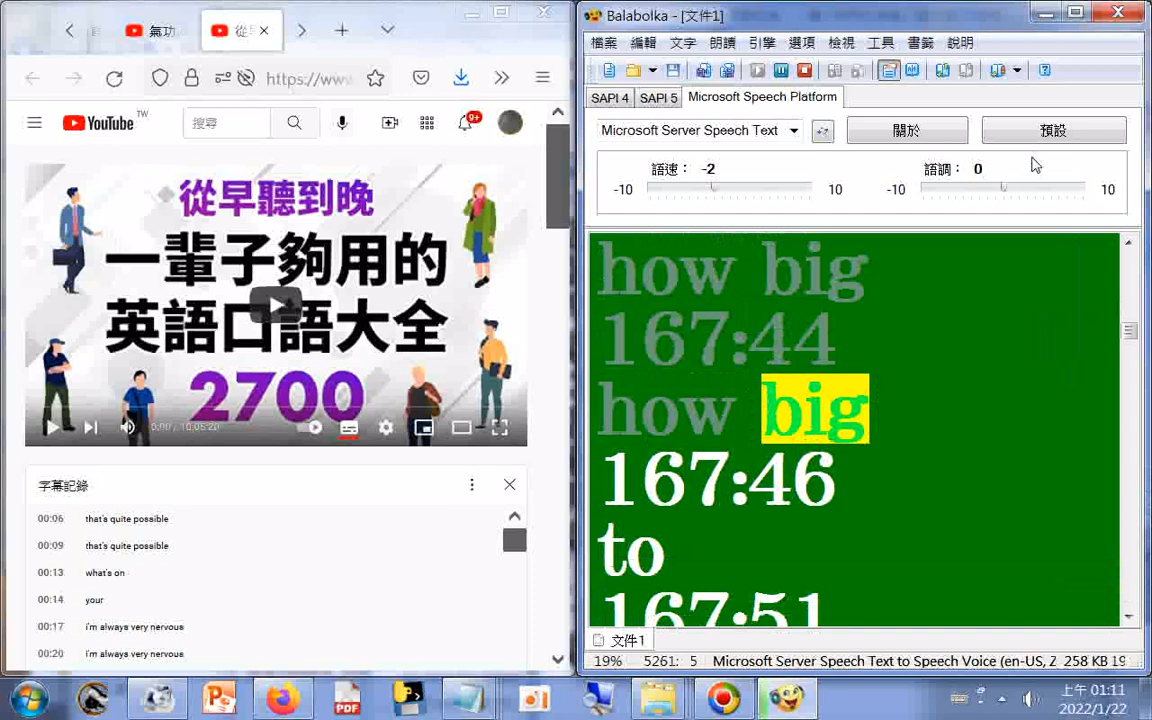 氣功
從
https://www
YouTube TW
搜尋
9+
從早聽到晚
一輩子夠用的
英語口語大全
2700
0:00 / 10:05:20
字幕記錄
00:06 that's quite possible
00:09 that's quite possible
00:13 what's on
00:14 your
00:17 i'm always very nervous
00:20 i'm always very nervous
Balabolka - [文件1]
檔案 編輯 文字 朗讀 引擎 選項 檢視 工具 書籤 說明
SAPI 4 SAPI 5 Microsoft Speech Platform
Microsoft Server Speech Text 關於 預設
語速： -2 語調： 0
-10 10 -10 10
how big
167:44
how big
167:46
to
167:51
文件1
19% 5261: 5 Microsoft Server Speech Text to Speech Voice (en-US, Z 258 KB 19
PDF
上午 01:11
2022/1/22